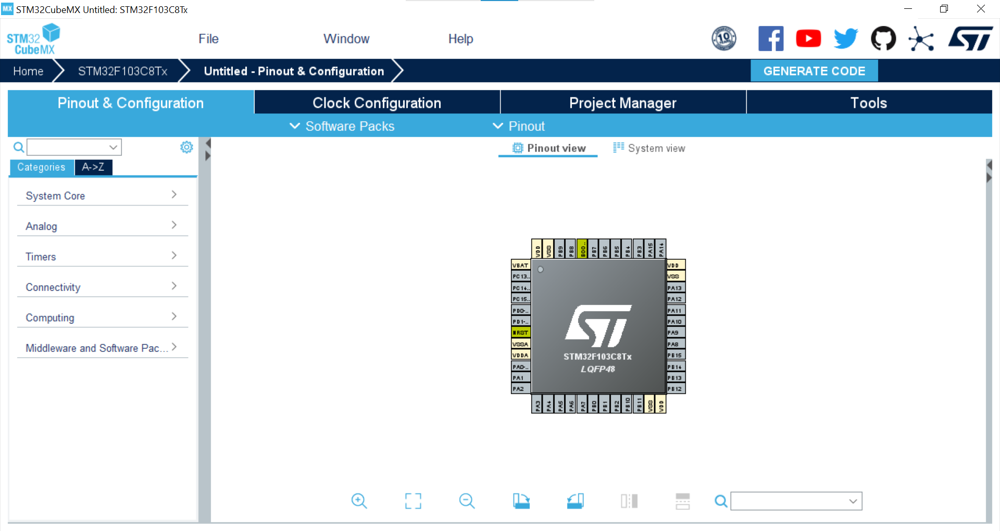 STM32CubeMX Untitled: STM32F103C8Tx
STM32
CubeMX
File
Window
Help
10
Home
STM32F103C8Tx
Untitled - Pinout & Configuration
GENERATE CODE
Pinout & Configuration
Clock Configuration
Project Manager
Tools
Software Packs
Pinout
Pinout view
System view
Categories
A->Z
System Core
Analog
Timers
Connectivity
Computing
Middleware and Software Pac...
VDD
VSS
PB9
PB8
BOO..
PB7
PB6
PB5
PB4
PB3
PA15
PA14
VBAT
PC13..
PC14..
PC15..
PD0-..
PD1-..
NRST
VSSA
VDDA
PA0-..
PA1
PA2
VDD
VSS
PA13
PA12
PA11
PA10
PA9
PA8
PB15
PB14
PB13
PB12
ST
STM32F103C8Tx
LQFP48
PA3
PA4
PA5
PA6
PA7
PB0
PB1
PB2
PB10
PB11
VSS
VDD